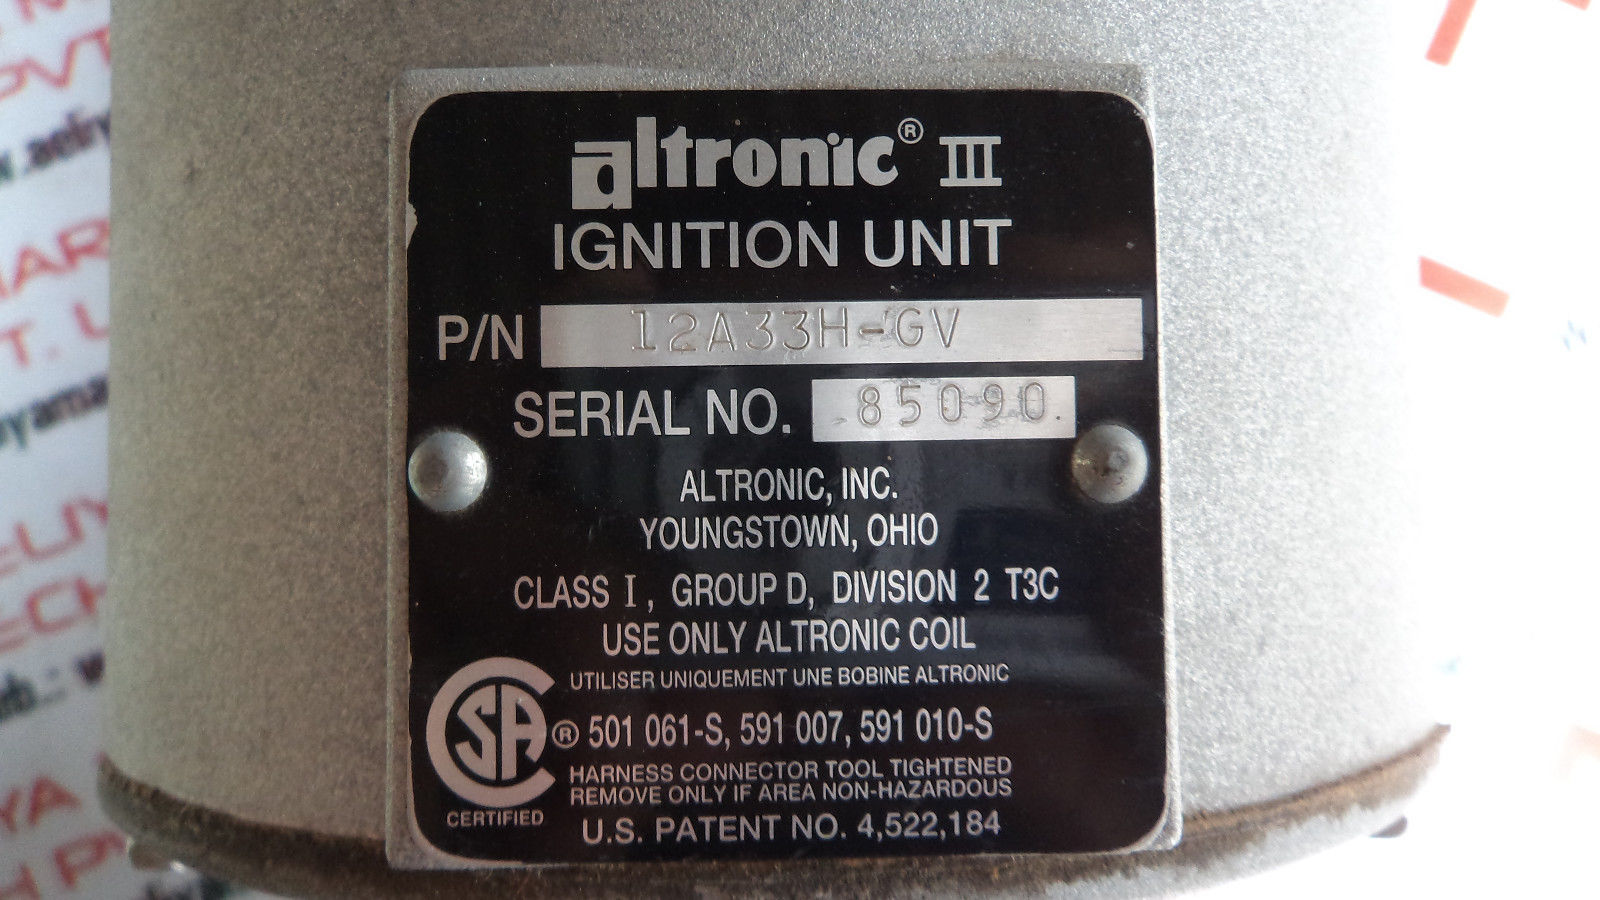 altronic® III
IGNITION UNIT
P/N 12A33H-GV
SERIAL NO. 85090
ALTRONIC, INC.
YOUNGSTOWN, OHIO
CLASS I, GROUP D, DIVISION 2 T3C
USE ONLY ALTRONIC COIL
UTILISER UNIQUEMENT UNE BOBINE ALTRONIC
® 501 061-S, 591 007, 591 010-S
HARNESS CONNECTOR TOOL TIGHTENED
REMOVE ONLY IF AREA NON-HAZARDOUS
CSA CERTIFIED
U.S. PATENT NO. 4,522,184